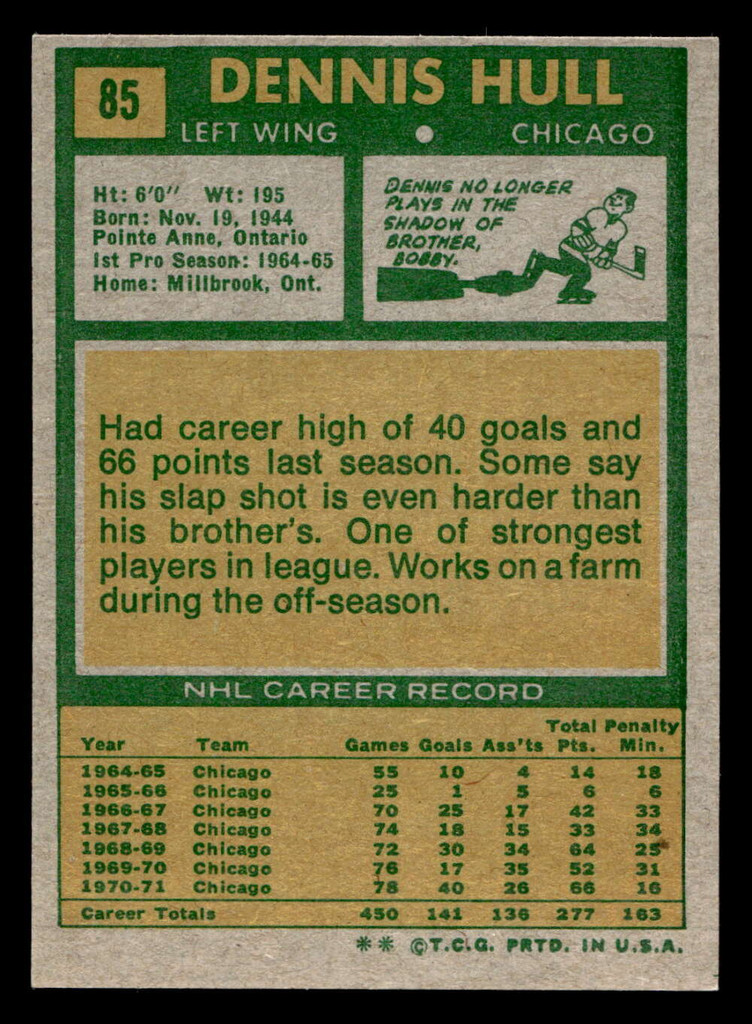 85
DENNIS HULL
LEFT WING • CHICAGO
Ht: 6'0" Wt: 195
Born: Nov. 19, 1944
Pointe Anne, Ontario
1st Pro Season: 1964-65
Home: Millbrook, Ont.
DENNIS NO LONGER
PLAYS IN THE
SHADOW OF
BROTHER,
BOBBY.
Had career high of 40 goals and
66 points last season. Some say
his slap shot is even harder than
his brother's. One of strongest
players in league. Works on a farm
during the off-season.
NHL CAREER RECORD
Total Penalty
Year Team Games Goals Ass'ts Pts. Min.
1964-65 Chicago 55 10 4 14 18
1965-66 Chicago 25 1 5 6 6
1966-67 Chicago 70 25 17 42 33
1967-68 Chicago 74 18 15 33 34
1968-69 Chicago 72 30 34 64 25
1969-70 Chicago 76 17 35 52 31
1970-71 Chicago 78 40 26 66 16
Career Totals 450 141 136 277 163
** ©T.C.G. PRTD. IN U.S.A.